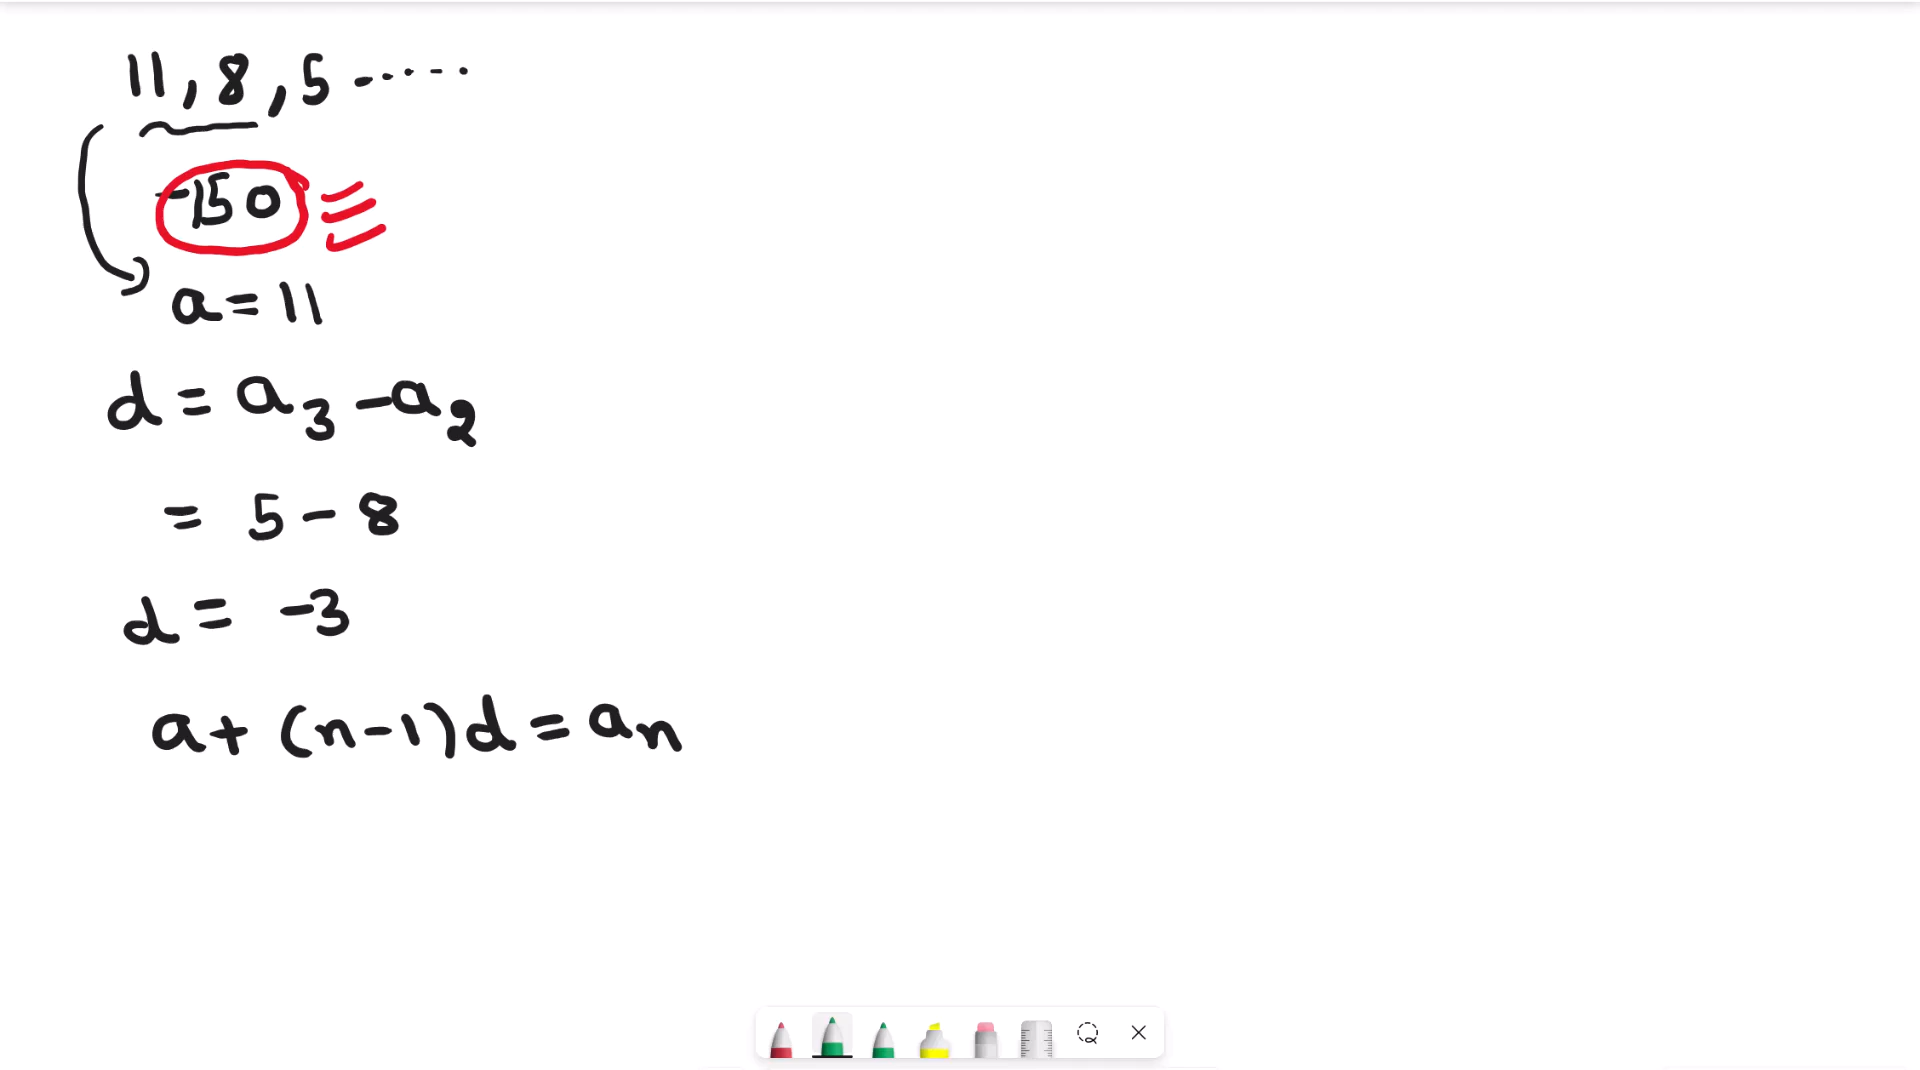 11, 8, 5 -.....
-150
a = 11
d = a₃ - a₂
= 5 - 8
d = -3
a + (n-1)d = aₙ